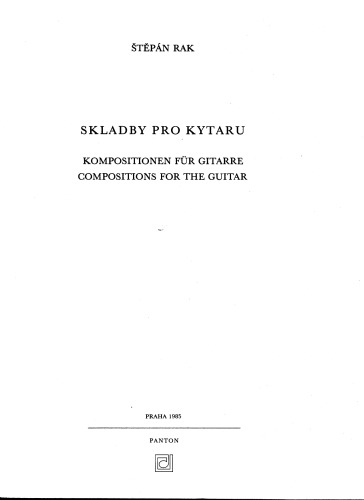 ŠTĚPÁN RAK
SKLADBY PRO KYTARU
KOMPOSITIONEN FÜR GITARRE
COMPOSITIONS FOR THE GUITAR
PRAHA 1985
PANTON